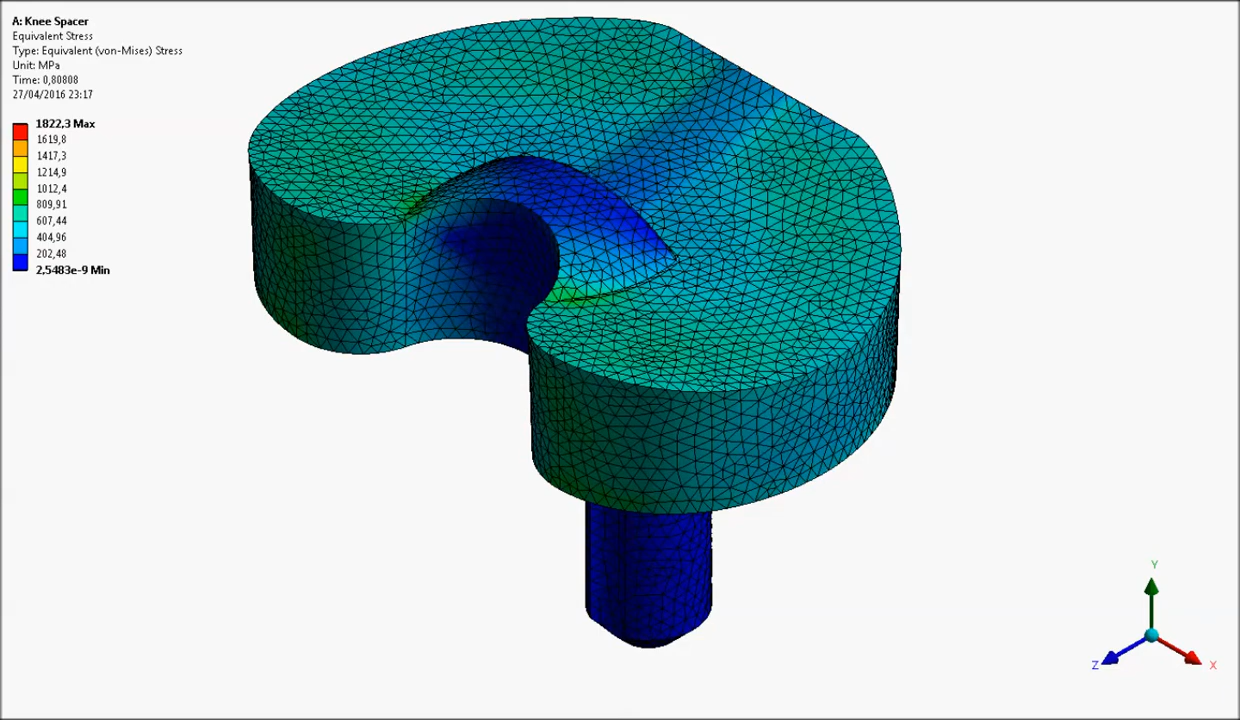 A: Knee Spacer
Equivalent Stress
Type: Equivalent (von-Mises) Stress
Unit: MPa
Time: 0,80808
27/04/2016 23:17
1822,3 Max
1619,8
1417,3
1214,9
1012,4
809,91
607,44
404,96
202,48
2,5483e-9 Min
Y
Z
X